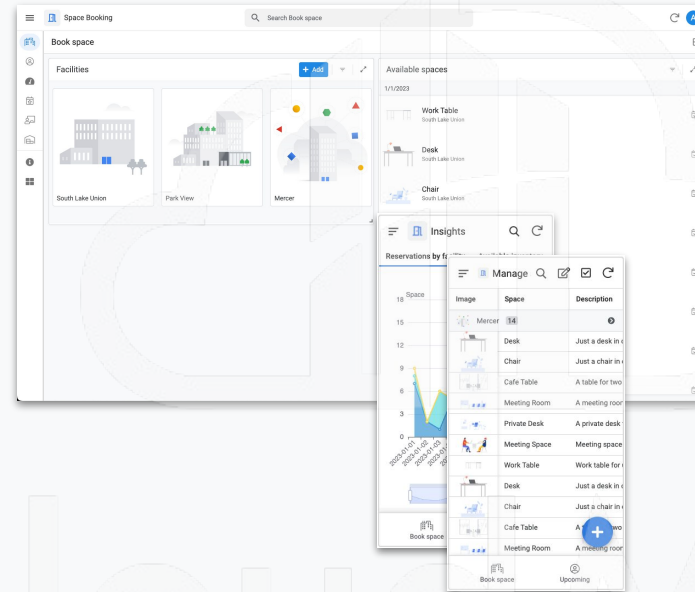 Space Booking
Search Book space
Book space
Facilities
+ Add
Available spaces
1/1/2023
Work Table
South Lake Union
Desk
South Lake Union
Chair
South Lake Union
South Lake Union
Park View
Mercer
Insights
Reservations by
Space
18
15
12
9
6
3
0
2023-01-01
2023-01-02
2023-01-03
Book space
Manage
Image Space Description
Mercer 14
Desk Just a desk in
Chair Just a chair in
Cafe Table A table for two
Meeting Room A meeting roor
Private Desk A private desk
Meeting Space Meeting space
Work Table Work table for
Desk Just a desk in
Chair Just a chair in
Cafe Table A
Meeting Room A meeting roor
Book space Upcoming